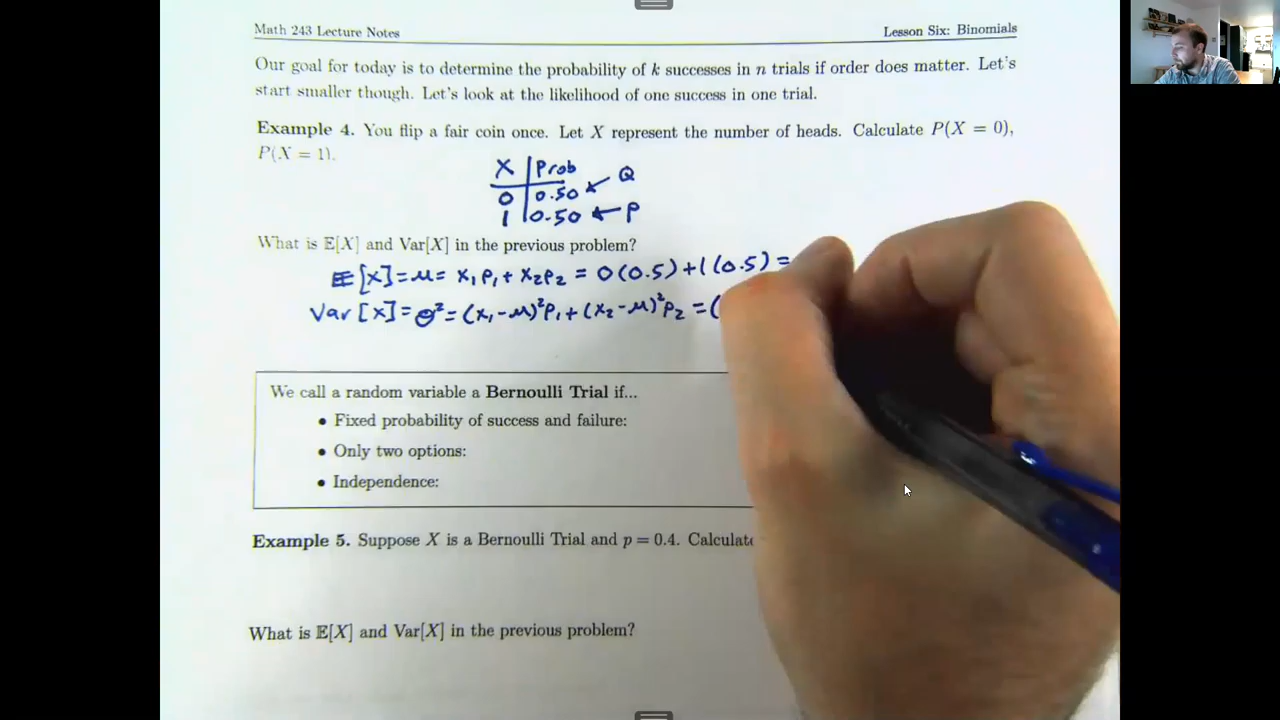 Math 243 Lecture Notes
Lesson Six: Binomials
Our goal for today is to determine the probability of k successes in n trials if order does matter. Let's
start smaller though. Let's look at the likelihood of one success in one trial.
Example 4. You flip a fair coin once. Let X represent the number of heads. Calculate P(X = 0),
P(X = 1).
X | Prob
0 | 0.50 ← Q
1 | 0.50 ← P
What is 𝔼[X] and Var[X] in the previous problem?
𝔼[X] = μ = x₁p₁ + x₂p₂ = 0(0.5) + 1(0.5) =
Var[X] = σ² = (x₁-μ)²p₁ + (x₂-μ)²p₂ = (
We call a random variable a Bernoulli Trial if...
• Fixed probability of success and failure:
• Only two options:
• Independence:
Example 5. Suppose X is a Bernoulli Trial and p = 0.4. Calculate
What is 𝔼[X] and Var[X] in the previous problem?